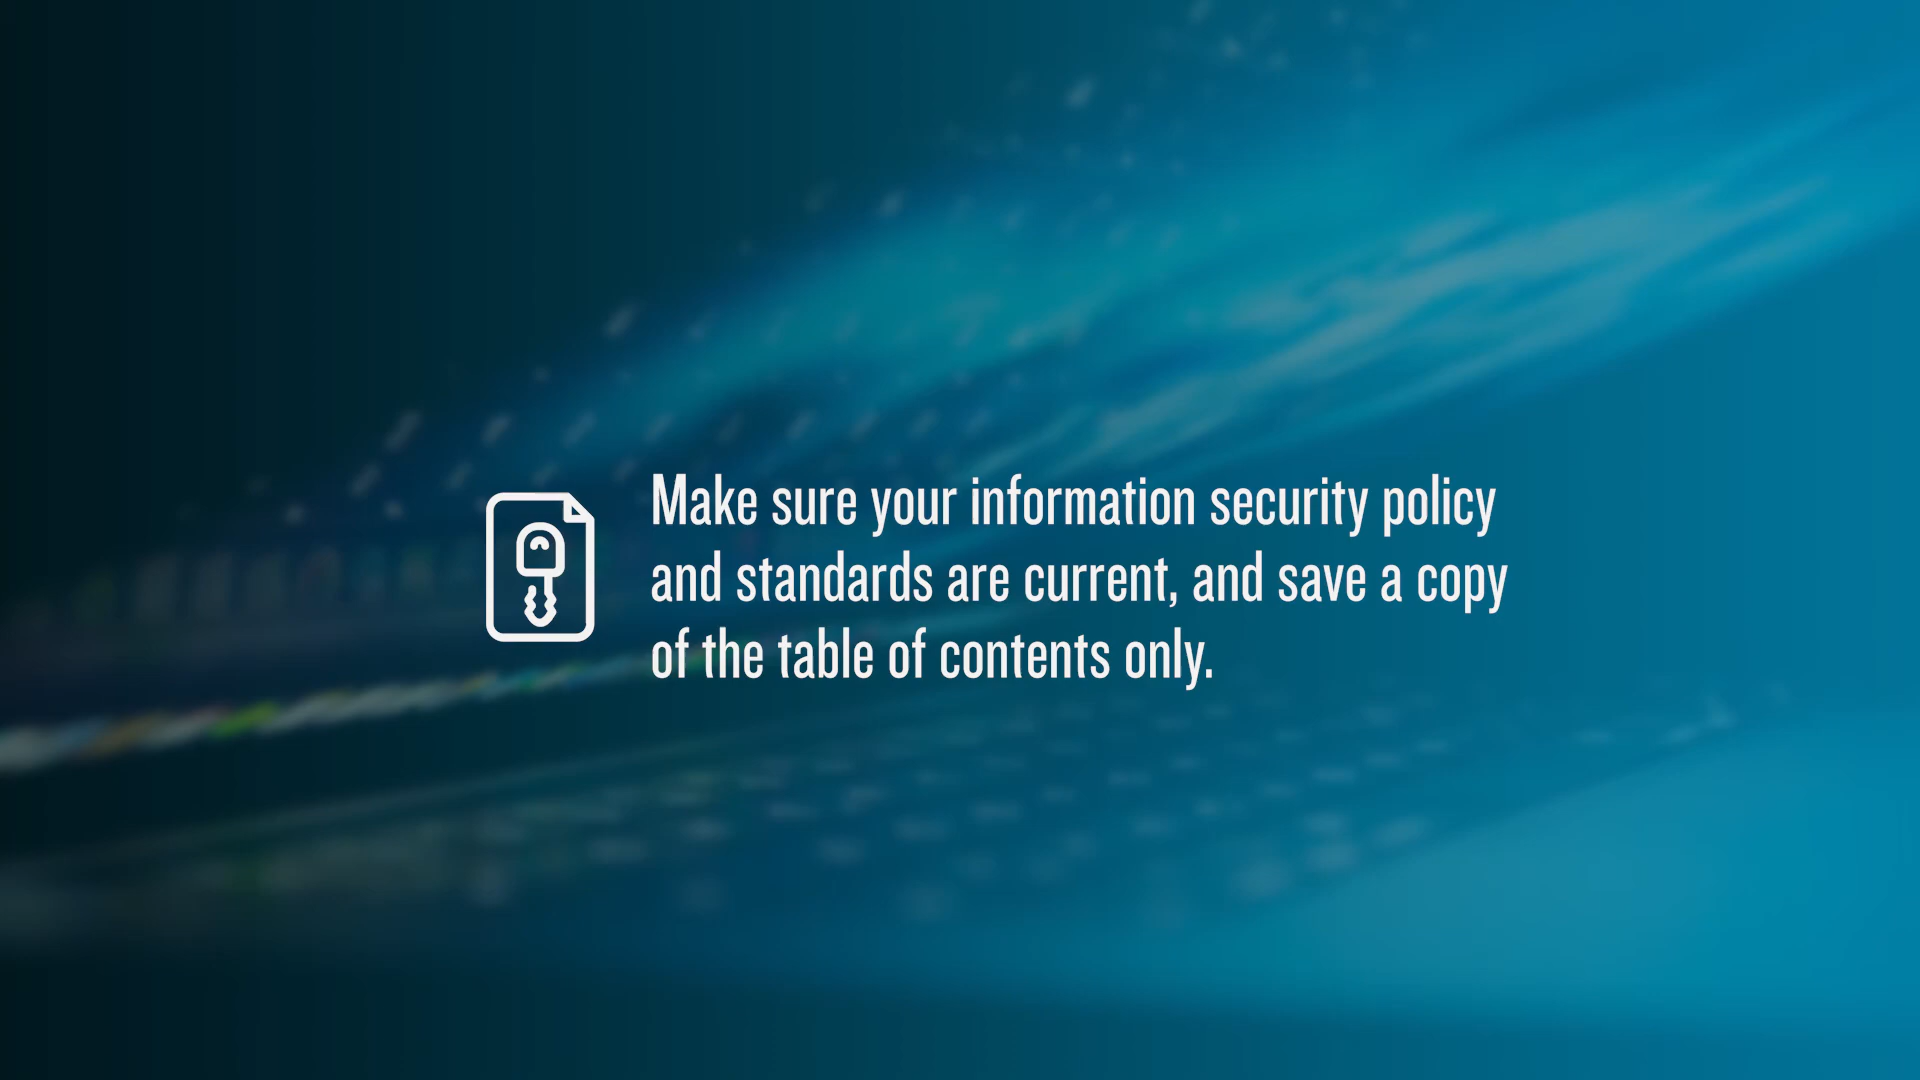 Make sure your information security policy
and standards are current, and save a copy
of the table of contents only.